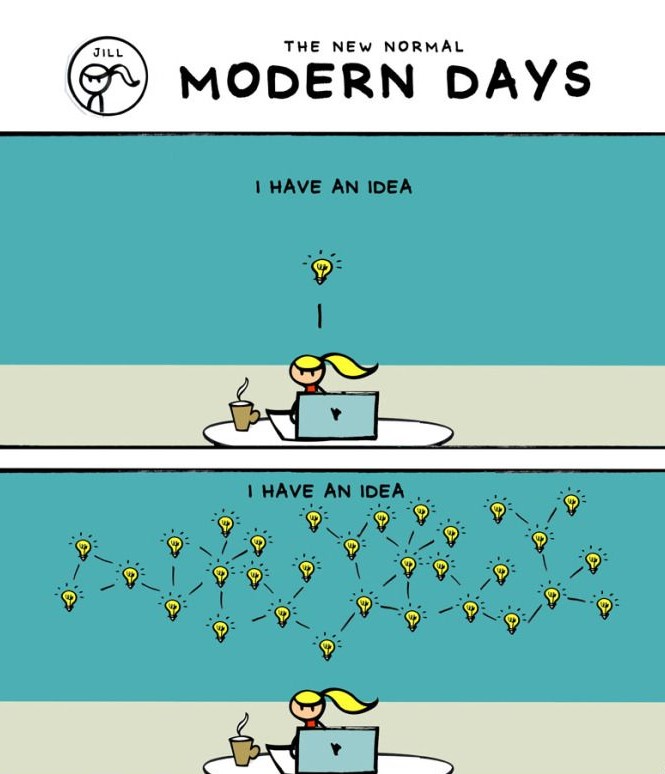 JILL
THE NEW NORMAL
MODERN DAYS
I HAVE AN IDEA
I HAVE AN IDEA